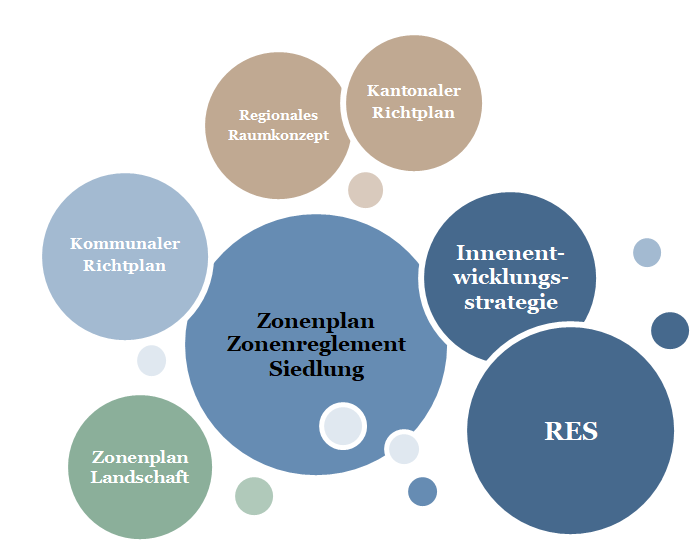 Kantonaler
Richtplan
Regionales
Raumkonzept
Kommunaler
Richtplan
Innenent-
wicklungs-
strategie
Zonenplan
Zonenreglement
Siedlung
RES
Zonenplan
Landschaft